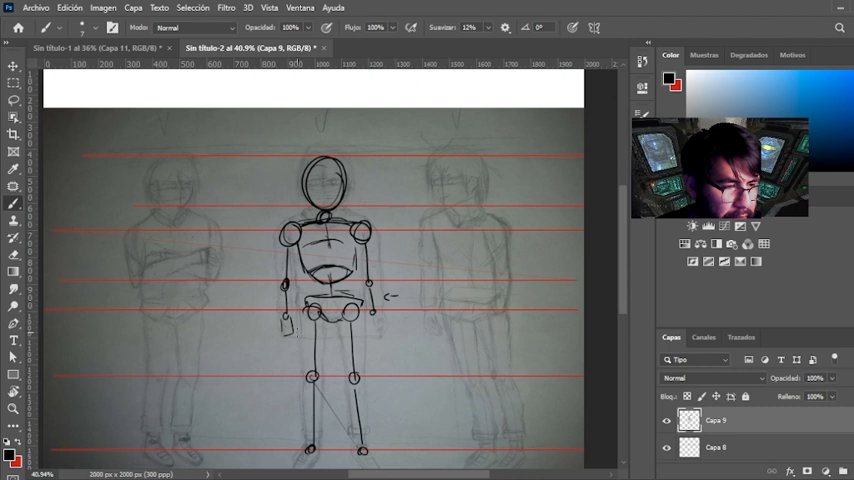 Ps Archivo Edición Imagen Capa Texto Selección Filtro 3D Vista Ventana Ayuda
Modo: Normal Opacidad: 100% Flujo: 100% Suavizar: 12% 0°
Sin título-1 al 36% (Capa 11, RGB/8) * × Sin título-2 al 40.9% (Capa 9, RGB/8) * ×
Color Muestras Degradados Motivos
Capas Canales Trazados
Tipo
Normal Opacidad: 100%
Bloq.: Relleno: 100%
Capa 9
Capa 8
40.94% 2000 px x 2000 px (300 ppp)